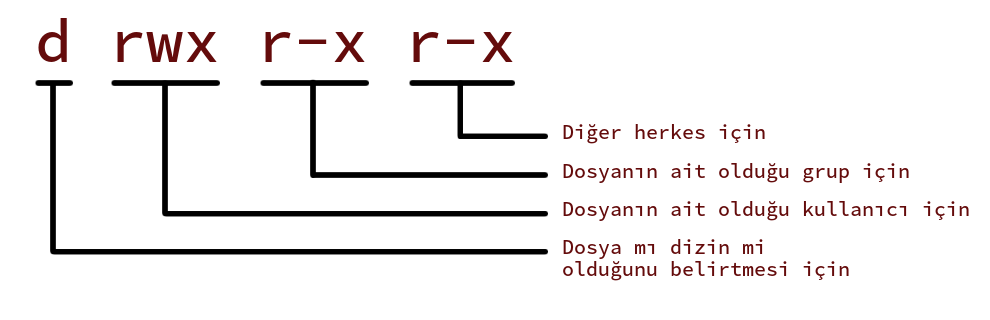 d rwx r-x r-x
Diğer herkes için
Dosyanın ait olduğu grup için
Dosyanın ait olduğu kullanıcı için
Dosya mı dizin mi
olduğunu belirtmesi için